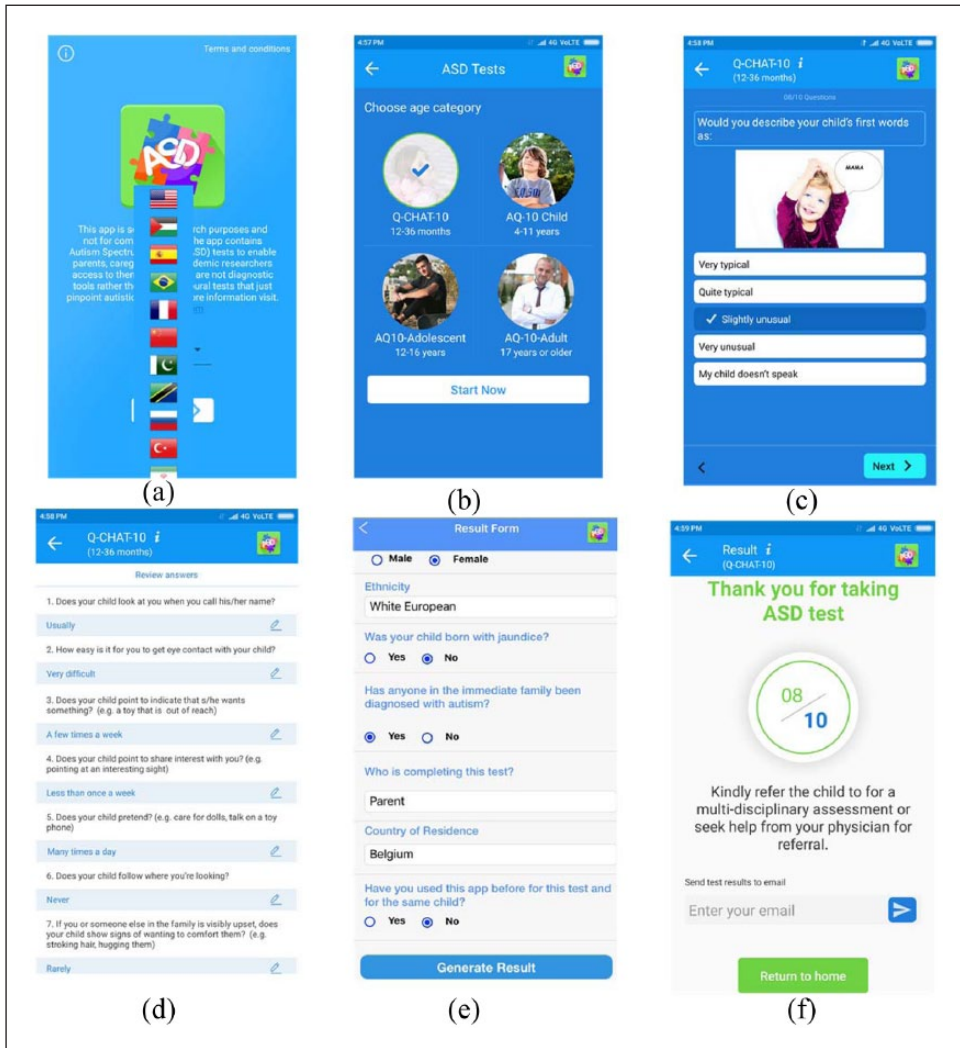 Terms and conditions
ASD
This app is s rch purposes and
not for com he app contains
Autism Spectru SD) tests to enable
parents, careg demic researchers
access to ther are not diagnostic
tools rather th ural tests that just
pinpoint autistic re information visit.
(a)
4:57 PM 4G VoLTE
ASD Tests
Choose age category
Q-CHAT-10
12-36 months
AQ-10 Child
4-11 years
AQ10-Adolescent
12-16 years
AQ-10-Adult
17 years or older
Start Now
(b)
4:58 PM 4G VoLTE
Q-CHAT-10 i
(12-36 months)
08/10 Questions
Would you describe your child's first words
as:
MAMA
Very typical
Quite typical
Slightly unusual
Very unusual
My child doesn't speak
Next
(c)
4:58 PM 4G VoLTE
Q-CHAT-10 i
(12-36 months)
Review answers
1. Does your child look at you when you call his/her name?
Usually
2. How easy is it for you to get eye contact with your child?
Very difficult
3. Does your child point to indicate that s/he wants
something? (e.g. a toy that is out of reach)
A few times a week
4. Does your child point to share interest with you? (e.g.
pointing at an interesting sight)
Less than once a week
5. Does your child pretend? (e.g. care for dolls, talk on a toy
phone)
Many times a day
6. Does your child follow where you're looking?
Never
7. If you or someone else in the family is visibly upset, does
your child show signs of wanting to comfort them? (e.g.
stroking hair, hugging them)
Rarely
(d)
Result Form
Male Female
Ethnicity
White European
Was your child born with jaundice?
Yes No
Has anyone in the immediate family been
diagnosed with autism?
Yes No
Who is completing this test?
Parent
Country of Residence
Belgium
Have you used this app before for this test and
for the same child?
Yes No
Generate Result
(e)
4:59 PM 4G VoLTE
Result i
(Q-CHAT-10)
Thank you for taking
ASD test
08
10
Kindly refer the child to for a
multi-disciplinary assessment or
seek help from your physician for
referral.
Send test results to email
Enter your email
Return to home
(f)